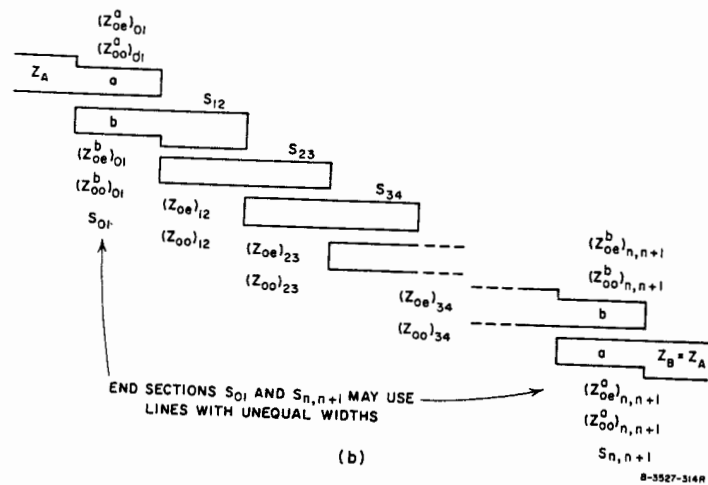 (Z^a_oe)_01
(Z^a_oo)_01
Z_A
a
S_12
b
S_23
(Z^b_oe)_01
(Z^b_oo)_01
S_34
S_01
(Z_oe)_12
(Z_oo)_12
(Z_oe)_23
(Z_oo)_23
(Z^b_oe)_n,n+1
(Z^b_oo)_n,n+1
(Z_oe)_34
(Z_oo)_34
b
a
Z_B = Z_A
END SECTIONS S_01 AND S_n,n+1 MAY USE
LINES WITH UNEQUAL WIDTHS
(Z^a_oe)_n,n+1
(Z^a_oo)_n,n+1
S_n,n+1
(b)
B-3527-314R